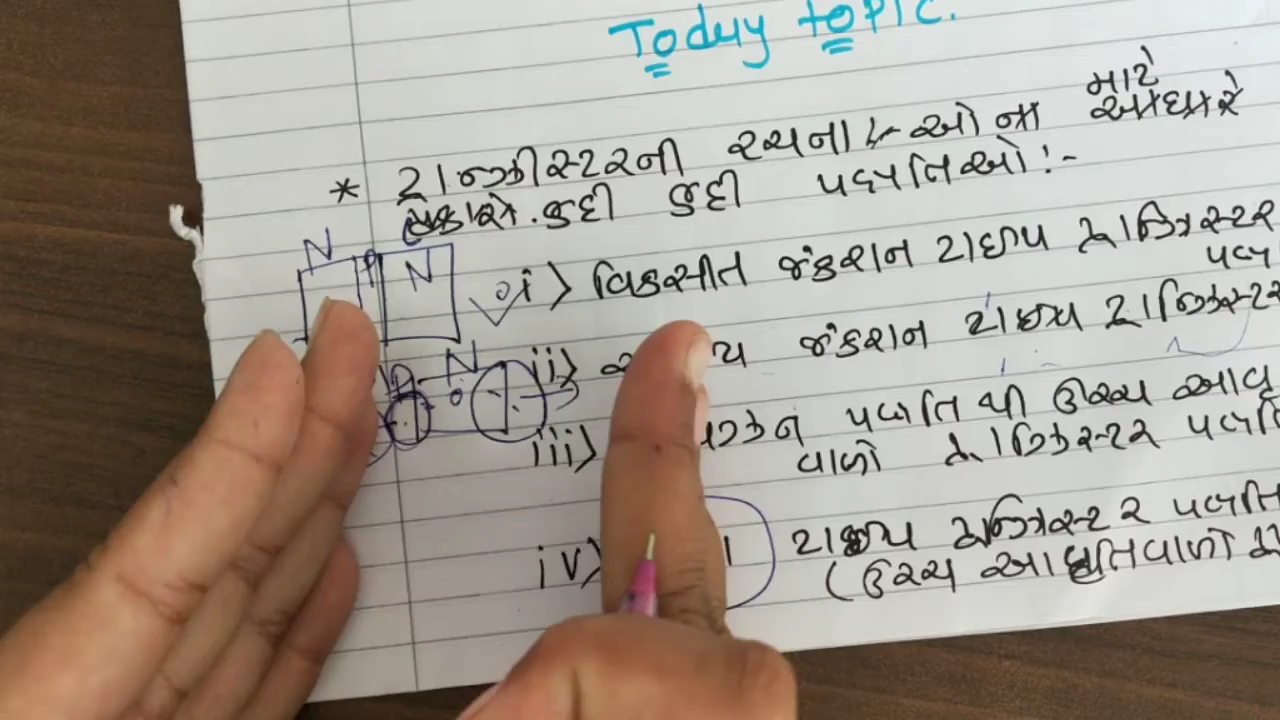 Today topic.
માટે
* ટ્રાન્ઝીસ્ટરની રચનાઓના આધારે
પ્રકારો. જુદી જુદી પધ્ધતિઓ :-
N P N
i> વિકસીત જંકશન ટાઇપ ટ્રાન્ઝિસ્ટર
પધ્ધ
ii> જંકશન ટાઇપ ટ્રાન્ઝિસ્ટર
P N
iii> પધ્ધતિ થી ઉચ્ચ આવૃ
વાળો ટ્રાન્ઝિસ્ટર પધ્ધતિ
iv> ટાઇપ ટ્રાન્ઝિસ્ટર પધ્ધતિ
(ઉચ્ચ આવૃતિવાળો ટ્રા